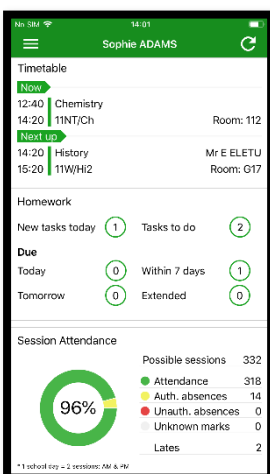 No SIM 14:01
Sophie ADAMS
Timetable
Now
12:40 Chemistry
14:20 11NT/Ch Room: 112
Next up
14:20 History Mr E ELETU
15:20 11W/Hi2 Room: G17
Homework
New tasks today 1 Tasks to do 2
Due
Today 0 Within 7 days 1
Tomorrow 0 Extended 0
Session Attendance
Possible sessions 332
Attendance 318
Auth. absences 14
Unauth. absences 0
Unknown marks 0
Lates 2
96%
* 1 school day = 2 sessions: AM & PM